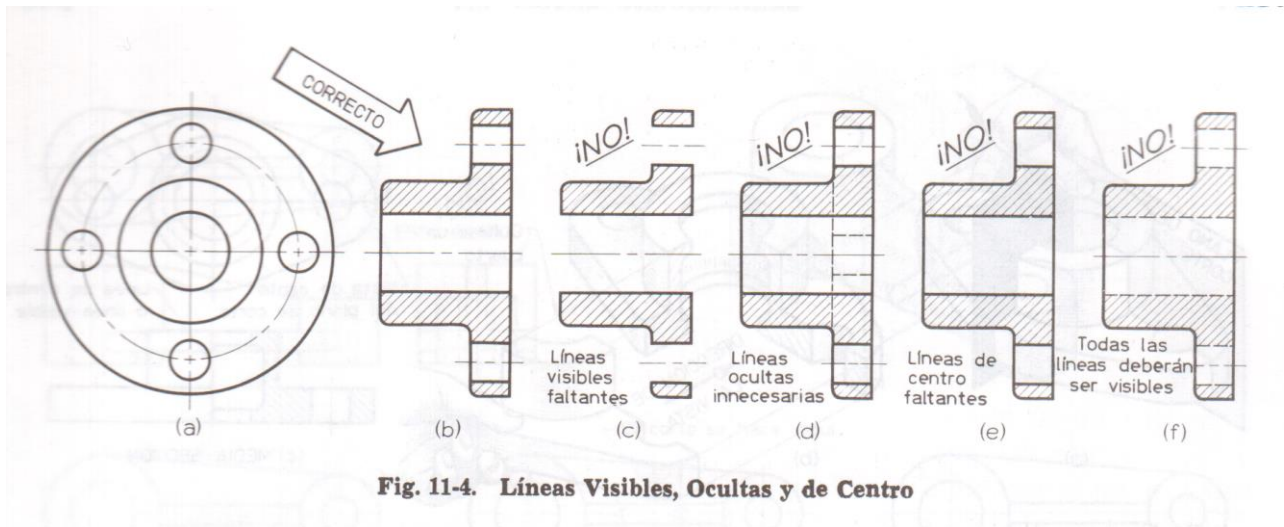 CORRECTO
¡NO!
¡NO!
¡NO!
¡NO!
Líneas
visibles
faltantes
Líneas
ocultas
innecesarias
Líneas de
centro
faltantes
Todas las
líneas deberán
ser visibles
(a)
(b)
(c)
(d)
(e)
(f)
Fig. 11-4. Líneas Visibles, Ocultas y de Centro